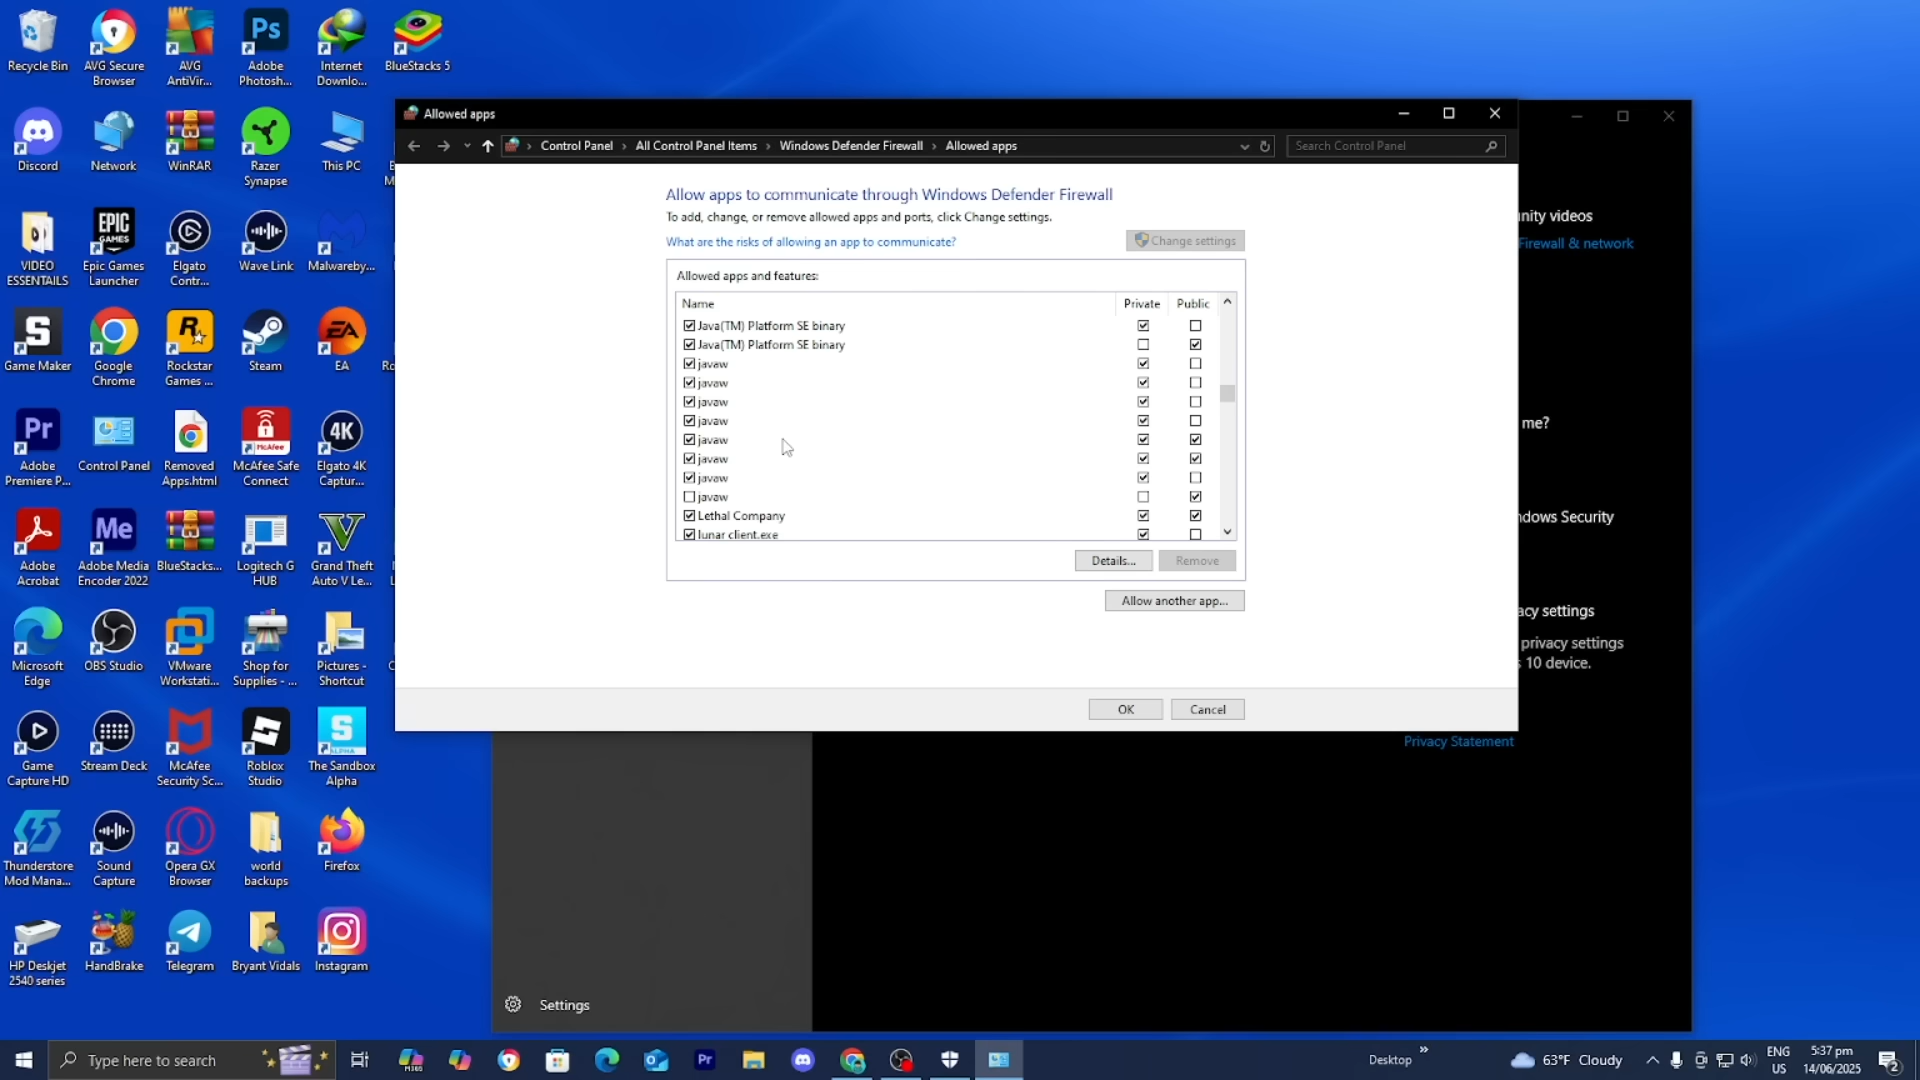 Recycle Bin
AVG Secure
Browser
AVG
AntiVir...
Adobe
Photosh...
Internet
Downlo...
BlueStacks 5
Discord
Network
WinRAR
Razer
Synapse
This PC
VIDEO
ESSENTAILS
Epic Games
Launcher
Elgato
Contr...
Wave Link
Malwareby...
Game Maker
Google
Chrome
Rockstar
Games ...
Steam
EA
Adobe
Premiere P...
Control Panel
Removed
Apps.html
McAfee Safe
Connect
Elgato 4K
Captur...
Adobe
Acrobat
Adobe Media
Encoder 2022
BlueStacks...
Logitech G
HUB
Grand Theft
Auto V Le...
Microsoft
Edge
OBS Studio
VMware
Workstati...
Shop for
Supplies - ...
Pictures -
Shortcut
Game
Capture HD
Stream Deck
McAfee
Security Sc...
Roblox
Studio
The Sandbox
Alpha
Thunderstore
Mod Mana...
Sound
Capture
Opera GX
Browser
world
backups
Firefox
HP Deskjet
2540 series
HandBrake
Telegram
Bryant Vidals
Instagram
Allowed apps
Control Panel › All Control Panel Items › Windows Defender Firewall › Allowed apps
Search Control Panel
Allow apps to communicate through Windows Defender Firewall
To add, change, or remove allowed apps and ports, click Change settings.
What are the risks of allowing an app to communicate?
Change settings
Allowed apps and features:
Name Private Public
Java(TM) Platform SE binary
Java(TM) Platform SE binary
javaw
javaw
javaw
javaw
javaw
javaw
javaw
javaw
Lethal Company
lunar client.exe
Details...
Remove
Allow another app...
OK
Cancel
nity videos
Firewall & network
me?
ndows Security
acy settings
privacy settings
10 device.
Privacy Statement
Settings
Type here to search
Desktop
63°F Cloudy
ENG
US
5:37 pm
14/06/2025
2